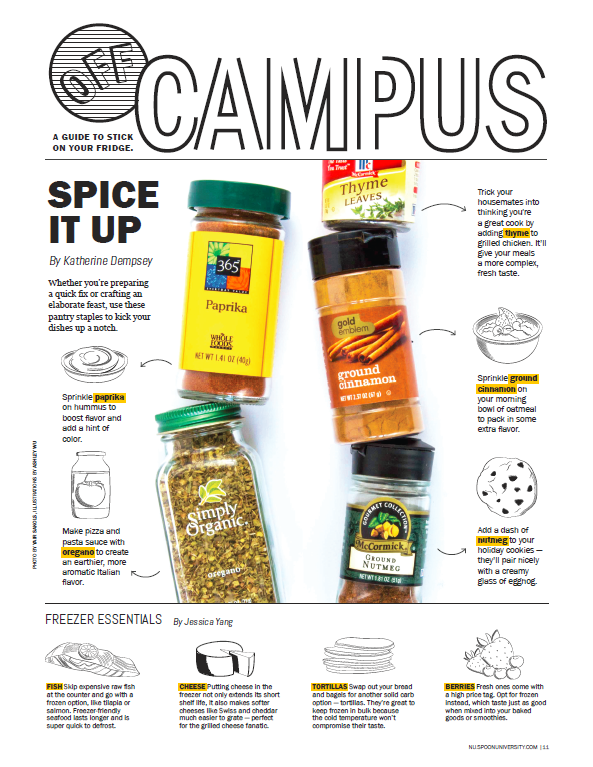 OFF
CAMPUS
A GUIDE TO STICK
ON YOUR FRIDGE.
SPICE
IT UP
By Katherine Dempsey
Whether you're preparing
a quick fix or crafting an
elaborate feast, use these
pantry staples to kick your
dishes up a notch.
Sprinkle paprika
on hummus to
boost flavor and
add a hint of
color.
Make pizza and
pasta sauce with
oregano to create
an earthier, more
aromatic Italian
flavor.
365
Paprika
WHOLE
FOODS
NET WT 1.41 OZ (40g)
Simply
Organic
oregano
You Trust
Mc
McCormick
Thyme
LEAVES
gold
emblem
ground
cinnamon
NET WT 2.37 OZ (67 g)
GOURMET COLLECTION
McCormick
GROUND
NUTMEG
NET WT 1.81 OZ (51g)
Trick your
housemates into
thinking you're
a great cook by
adding thyme to
grilled chicken. It'll
give your meals
a more complex,
fresh taste.
Sprinkle ground
cinnamon on
your morning
bowl of oatmeal
to pack in some
extra flavor.
Add a dash of
nutmeg to your
holiday cookies —
they'll pair nicely
with a creamy
glass of eggnog.
FREEZER ESSENTIALS By Jessica Yang
FISH Skip expensive raw fish
at the counter and go with a
frozen option, like tilapia or
salmon. Freezer-friendly
seafood lasts longer and is
super quick to defrost.
CHEESE Putting cheese in the
freezer not only extends its short
shelf life, it also makes softer
cheeses like Swiss and cheddar
much easier to grate — perfect
for the grilled cheese fanatic.
TORTILLAS Swap out your bread
and bagels for another solid carb
option — tortillas. They're great to
keep frozen in bulk because
the cold temperature won't
compromise their taste.
BERRIES Fresh ones come with
a high price tag. Opt for frozen
instead, which taste just as good
when mixed into your baked
goods or smoothies.
NU.SPOONUNIVERSITY.COM | 11